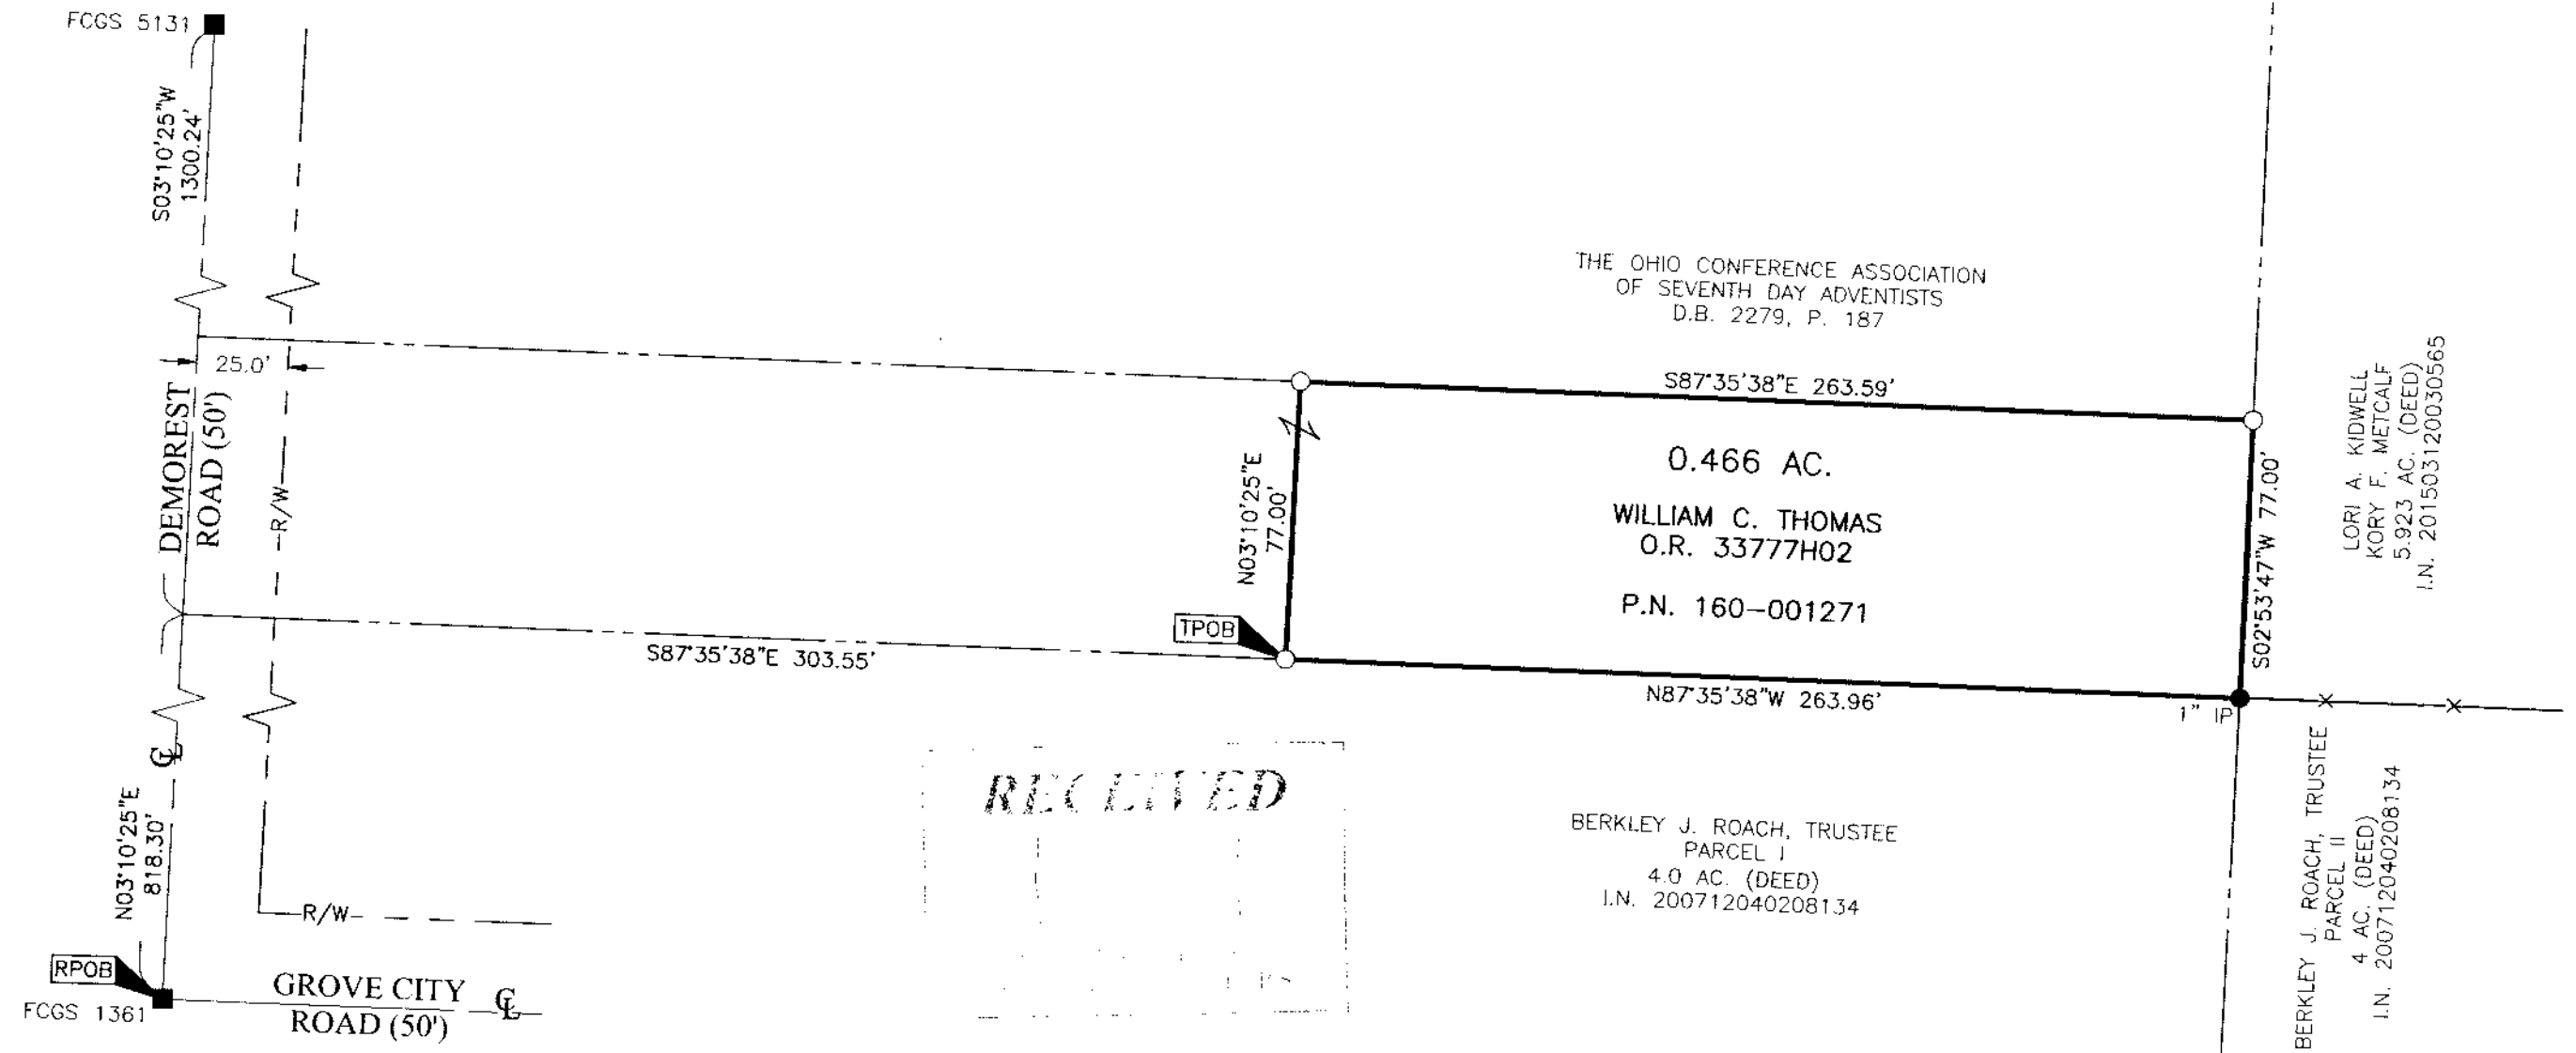 FCGS 5131
S03°10'25"W
1300.24'
25.0'
DEMOREST
ROAD (50')
R/W
THE OHIO CONFERENCE ASSOCIATION
OF SEVENTH DAY ADVENTISTS
D.B. 2279, P. 187
S87°35'38"E 263.59'
N03°10'25"E
77.00'
0.466 AC.
WILLIAM C. THOMAS
O.R. 33777H02
P.N. 160-001271
S02°53'47"W 77.00'
LORI A. KIDWELL
KORY F. METCALF
5.923 AC. (DEED)
I.N. 201503120030565
TPOB
S87°35'38"E 303.55'
N87°35'38"W 263.96'
1" IP
RECEIVED
BERKLEY J. ROACH, TRUSTEE
PARCEL I
4.0 AC. (DEED)
I.N. 200712040208134
BERKLEY J. ROACH, TRUSTEE
PARCEL II
4 AC. (DEED)
I.N. 200712040208134
℄
N03°10'25"E
818.30'
R/W
RPOB
FCGS 1361
GROVE CITY ℄
ROAD (50')